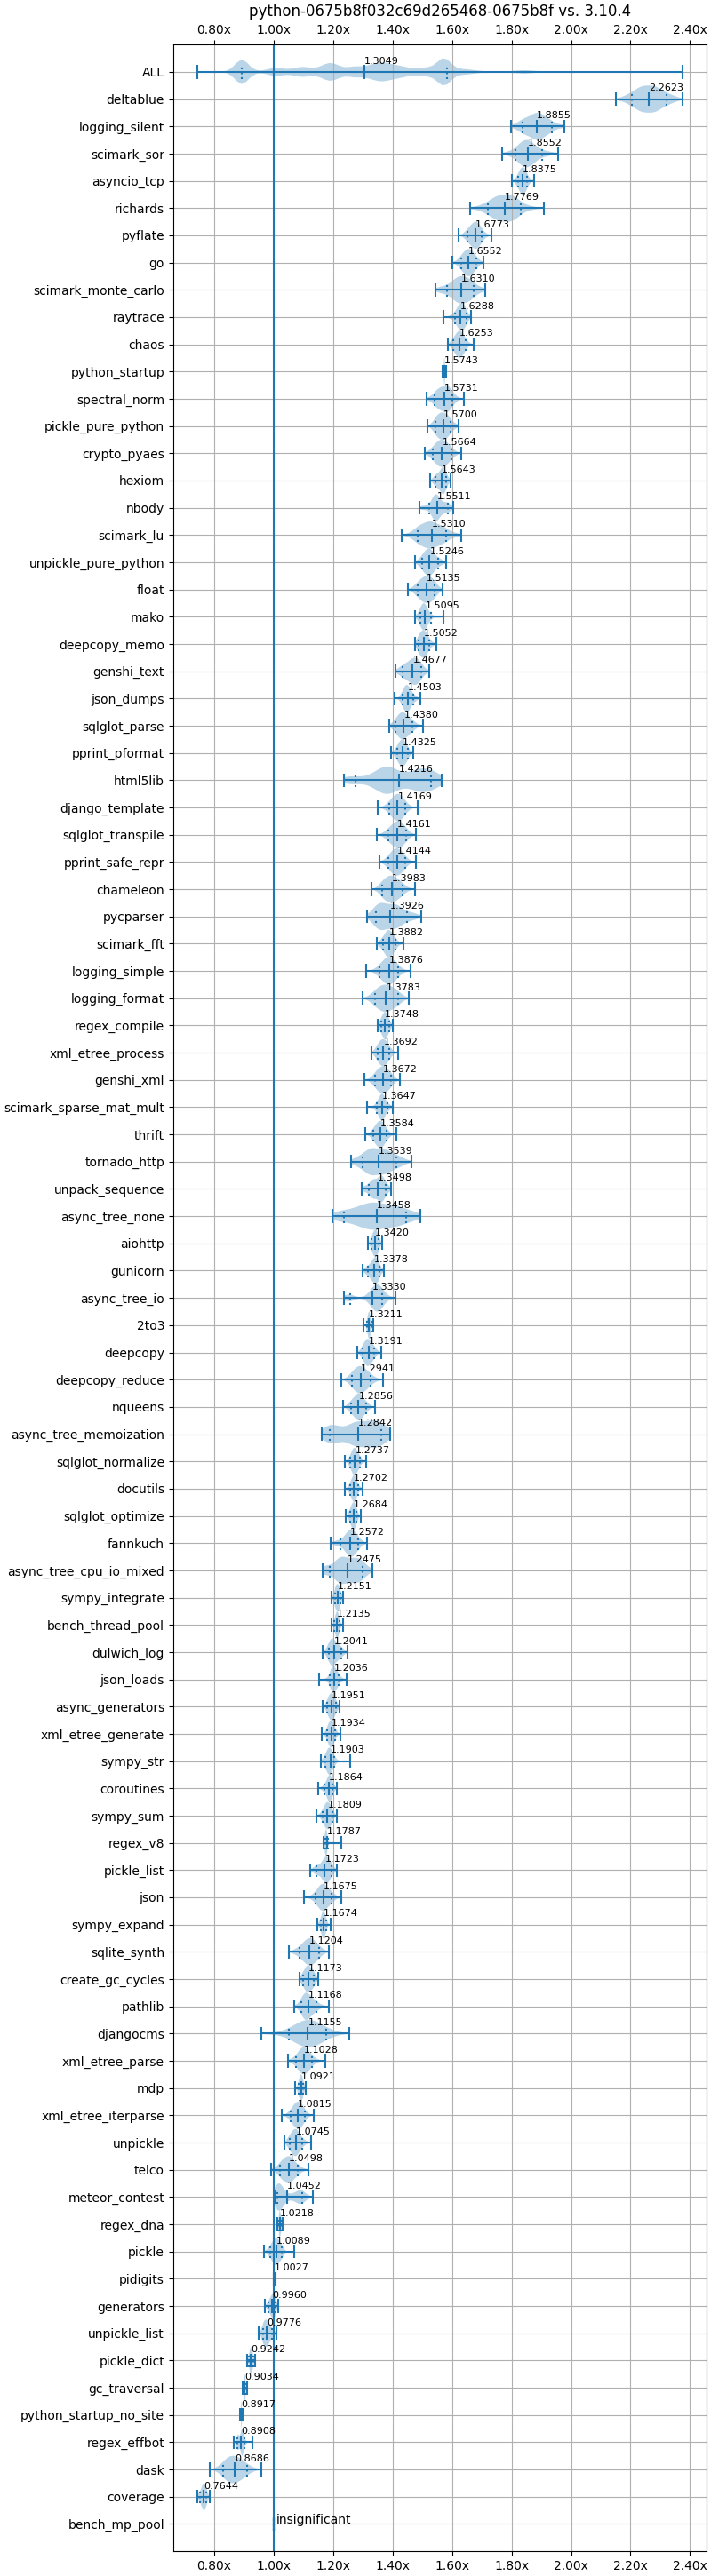 python-0675b8f032c69d265468-0675b8f vs. 3.10.4
0.80x 1.00x 1.20x 1.40x 1.60x 1.80x 2.00x 2.20x 2.40x
ALL 1.3049
deltablue 2.2623
logging_silent 1.8855
scimark_sor 1.8552
asyncio_tcp 1.8375
richards 1.7769
pyflate 1.6773
go 1.6552
scimark_monte_carlo 1.6310
raytrace 1.6288
chaos 1.6253
python_startup 1.5743
spectral_norm 1.5731
pickle_pure_python 1.5700
crypto_pyaes 1.5664
hexiom 1.5643
nbody 1.5511
scimark_lu 1.5310
unpickle_pure_python 1.5246
float 1.5135
mako 1.5095
deepcopy_memo 1.5052
genshi_text 1.4677
json_dumps 1.4503
sqlglot_parse 1.4380
pprint_pformat 1.4325
html5lib 1.4216
django_template 1.4169
sqlglot_transpile 1.4161
pprint_safe_repr 1.4144
chameleon 1.3983
pycparser 1.3926
scimark_fft 1.3882
logging_simple 1.3876
logging_format 1.3783
regex_compile 1.3748
xml_etree_process 1.3692
genshi_xml 1.3672
scimark_sparse_mat_mult 1.3647
thrift 1.3584
tornado_http 1.3539
unpack_sequence 1.3498
async_tree_none 1.3458
aiohttp 1.3420
gunicorn 1.3378
async_tree_io 1.3330
2to3 1.3211
deepcopy 1.3191
deepcopy_reduce 1.2941
nqueens 1.2856
async_tree_memoization 1.2842
sqlglot_normalize 1.2737
docutils 1.2702
sqlglot_optimize 1.2684
fannkuch 1.2572
async_tree_cpu_io_mixed 1.2475
sympy_integrate 1.2151
bench_thread_pool 1.2135
dulwich_log 1.2041
json_loads 1.2036
async_generators 1.1951
xml_etree_generate 1.1934
sympy_str 1.1903
coroutines 1.1864
sympy_sum 1.1809
regex_v8 1.1787
pickle_list 1.1723
json 1.1675
sympy_expand 1.1674
sqlite_synth 1.1204
create_gc_cycles 1.1173
pathlib 1.1168
djangocms 1.1155
xml_etree_parse 1.1028
mdp 1.0921
xml_etree_iterparse 1.0815
unpickle 1.0745
telco 1.0498
meteor_contest 1.0452
regex_dna 1.0218
pickle 1.0089
pidigits 1.0027
generators 0.9960
unpickle_list 0.9776
pickle_dict 0.9242
gc_traversal 0.9034
python_startup_no_site 0.8917
regex_effbot 0.8908
dask 0.8686
coverage 0.7644
bench_mp_pool insignificant
0.80x 1.00x 1.20x 1.40x 1.60x 1.80x 2.00x 2.20x 2.40x